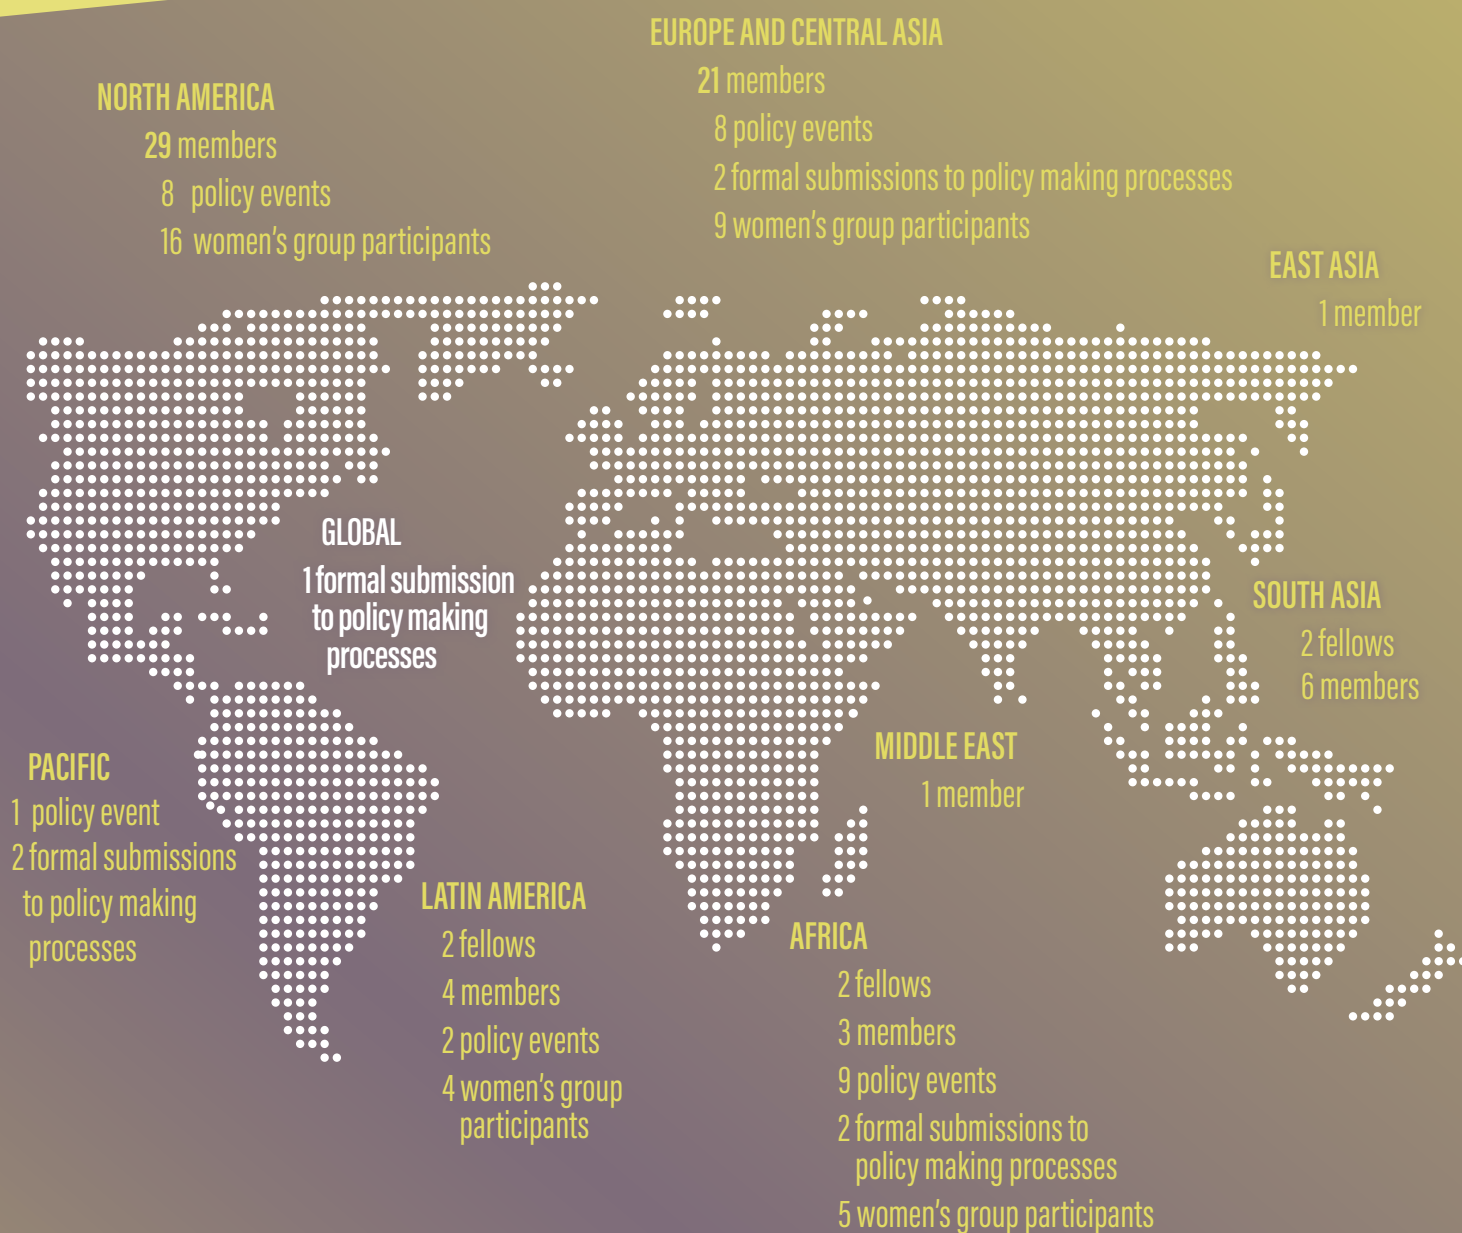 NORTH AMERICA
29 members
8 policy events
16 women's group participants
EUROPE AND CENTRAL ASIA
21 members
8 policy events
2 formal submissions to policy making processes
9 women's group participants
EAST ASIA
1 member
GLOBAL
1 formal submission
to policy making
processes
SOUTH ASIA
2 fellows
6 members
PACIFIC
1 policy event
2 formal submissions
to policy making
processes
MIDDLE EAST
1 member
LATIN AMERICA
2 fellows
4 members
2 policy events
4 women's group
participants
AFRICA
2 fellows
3 members
9 policy events
2 formal submissions to
policy making processes
5 women's group participants